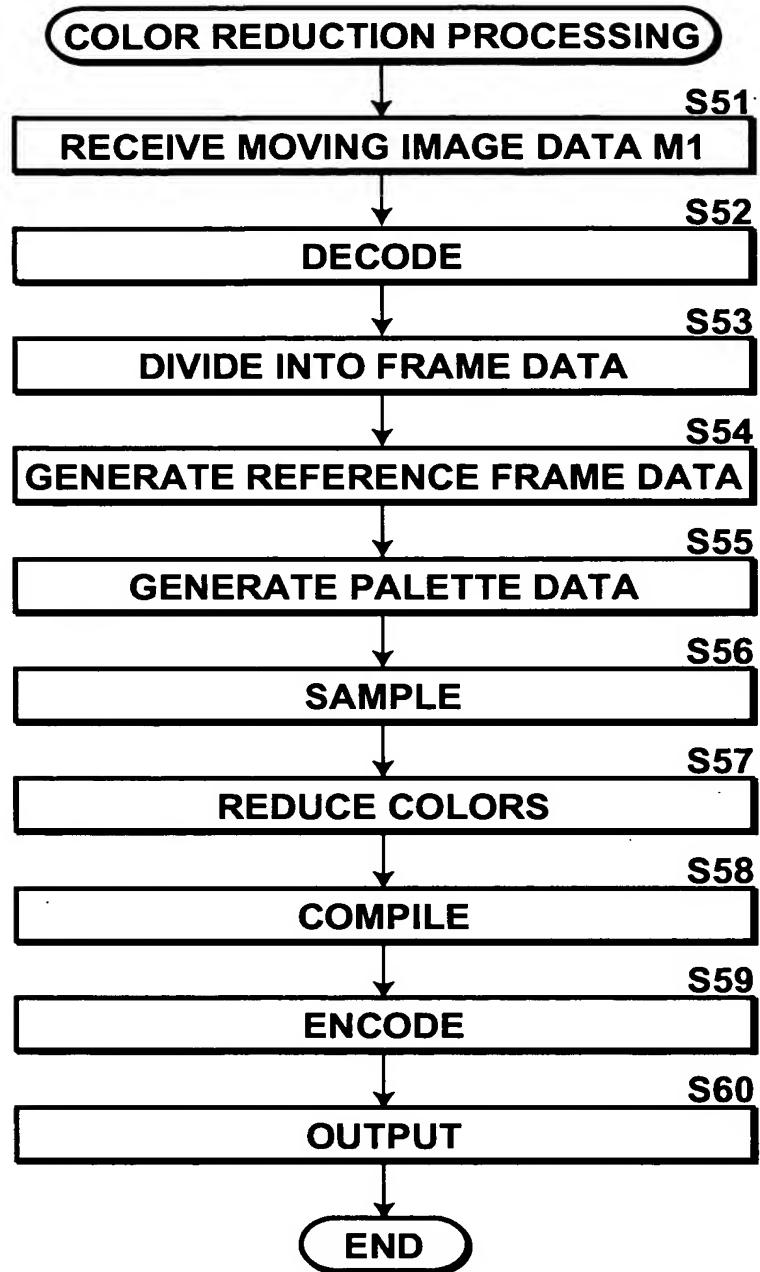 COLOR REDUCTION PROCESSING
S51
RECEIVE MOVING IMAGE DATA M1
S52
DECODE
S53
DIVIDE INTO FRAME DATA
S54
GENERATE REFERENCE FRAME DATA
S55
GENERATE PALETTE DATA
S56
SAMPLE
S57
REDUCE COLORS
S58
COMPILE
S59
ENCODE
S60
OUTPUT
END